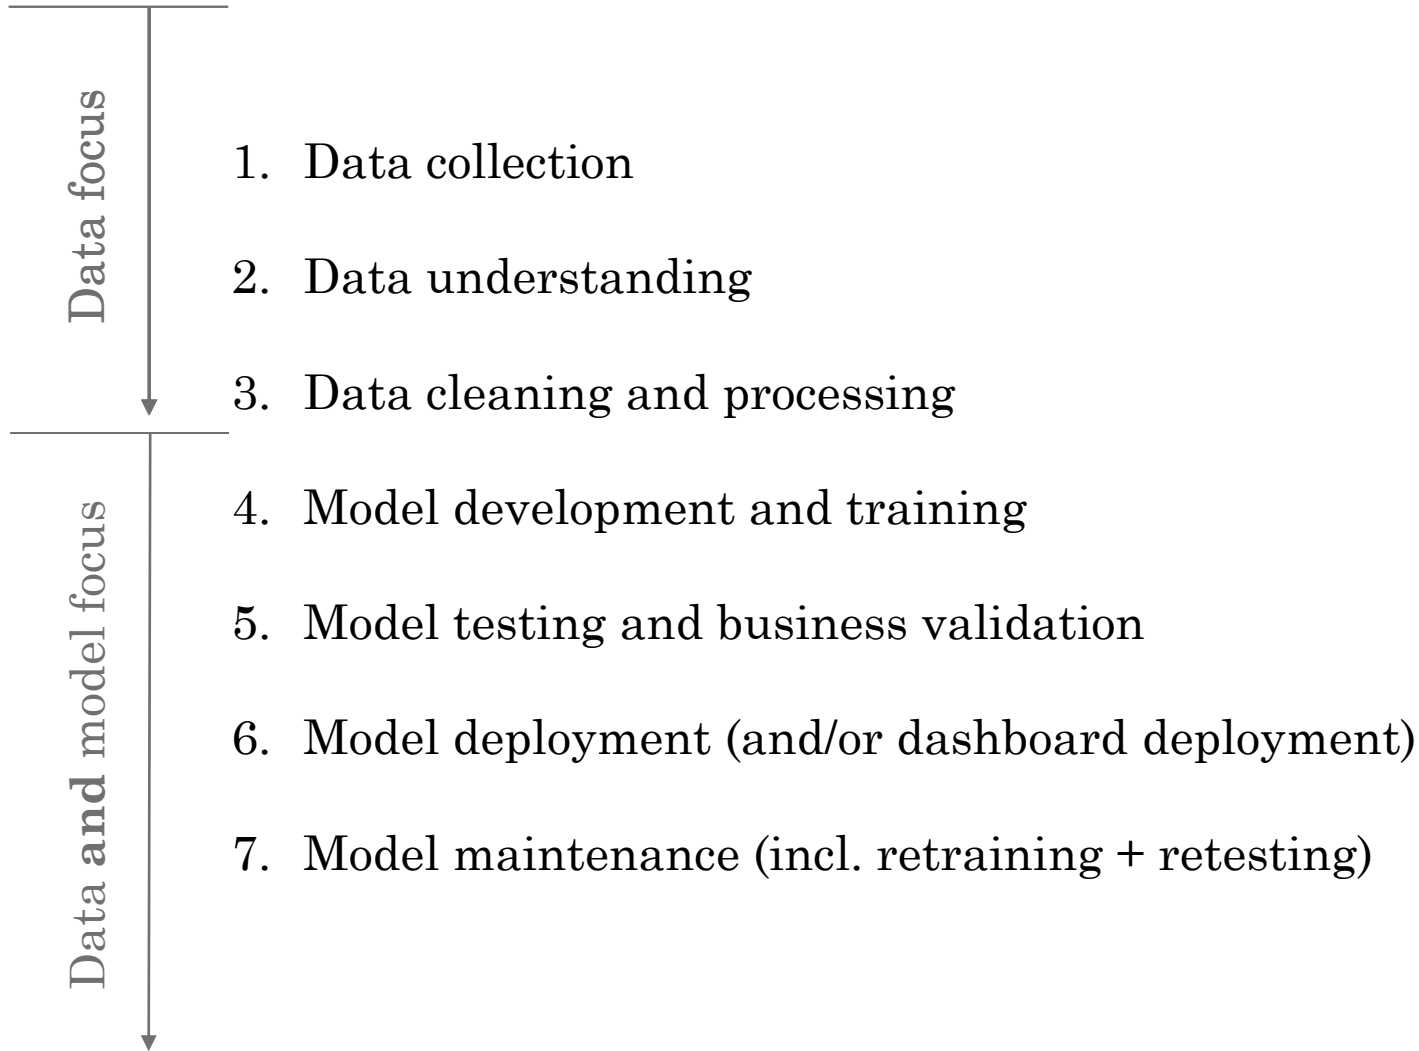 Data focus
1. Data collection
2. Data understanding
3. Data cleaning and processing
Data and model focus
4. Model development and training
5. Model testing and business validation
6. Model deployment (and/or dashboard deployment)
7. Model maintenance (incl. retraining + retesting)